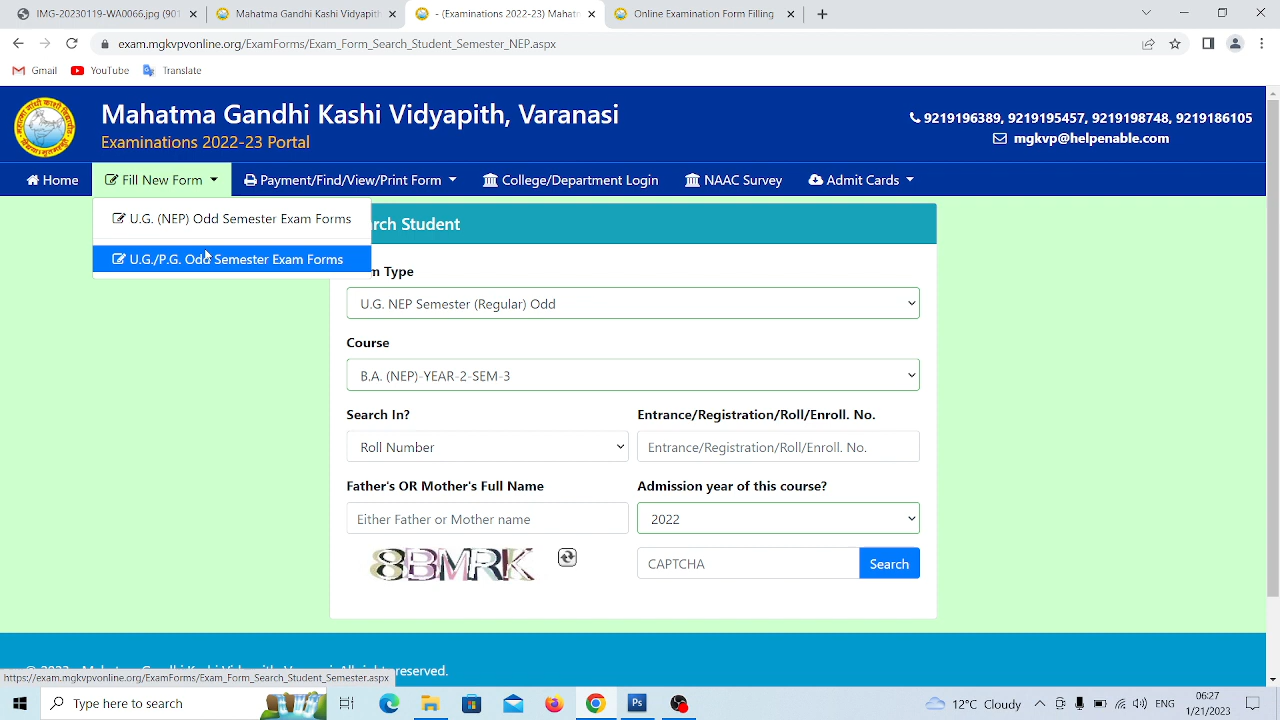 IMG-20230119-WA0066.jpg (901
Mahatma Gandhi Kashi Vidyapith
- (Examinations 2022-23) Mahatm
Online Examination Form Filling
exam.mgkvpvonline.org/ExamForms/Exam_Form_Search_Student_Semester_NEP.aspx
Gmail YouTube Translate
Mahatma Gandhi Kashi Vidyapith, Varanasi
Examinations 2022-23 Portal
9219196389, 9219195457, 9219198748, 9219186105
mgkvp@helpenable.com
Home Fill New Form Payment/Find/View/Print Form College/Department Login NAAC Survey Admit Cards
U.G. (NEP) Odd Semester Exam Forms
U.G./P.G. Odd Semester Exam Forms
Student
Type
U.G. NEP Semester (Regular) Odd
Course
B.A. (NEP)-YEAR-2-SEM-3
Search In?
Entrance/Registration/Roll/Enroll. No.
Roll Number
Entrance/Registration/Roll/Enroll. No.
Father's OR Mother's Full Name
Admission year of this course?
Either Father or Mother name
2022
8BMRK
CAPTCHA
Search
reserved.
https://exam.mgkvpvonline.org/ExamForms/Exam_Form_Search_Student_Semester.aspx
Type here to search
Ps
12°C Cloudy
ENG
06:27
1/21/2023